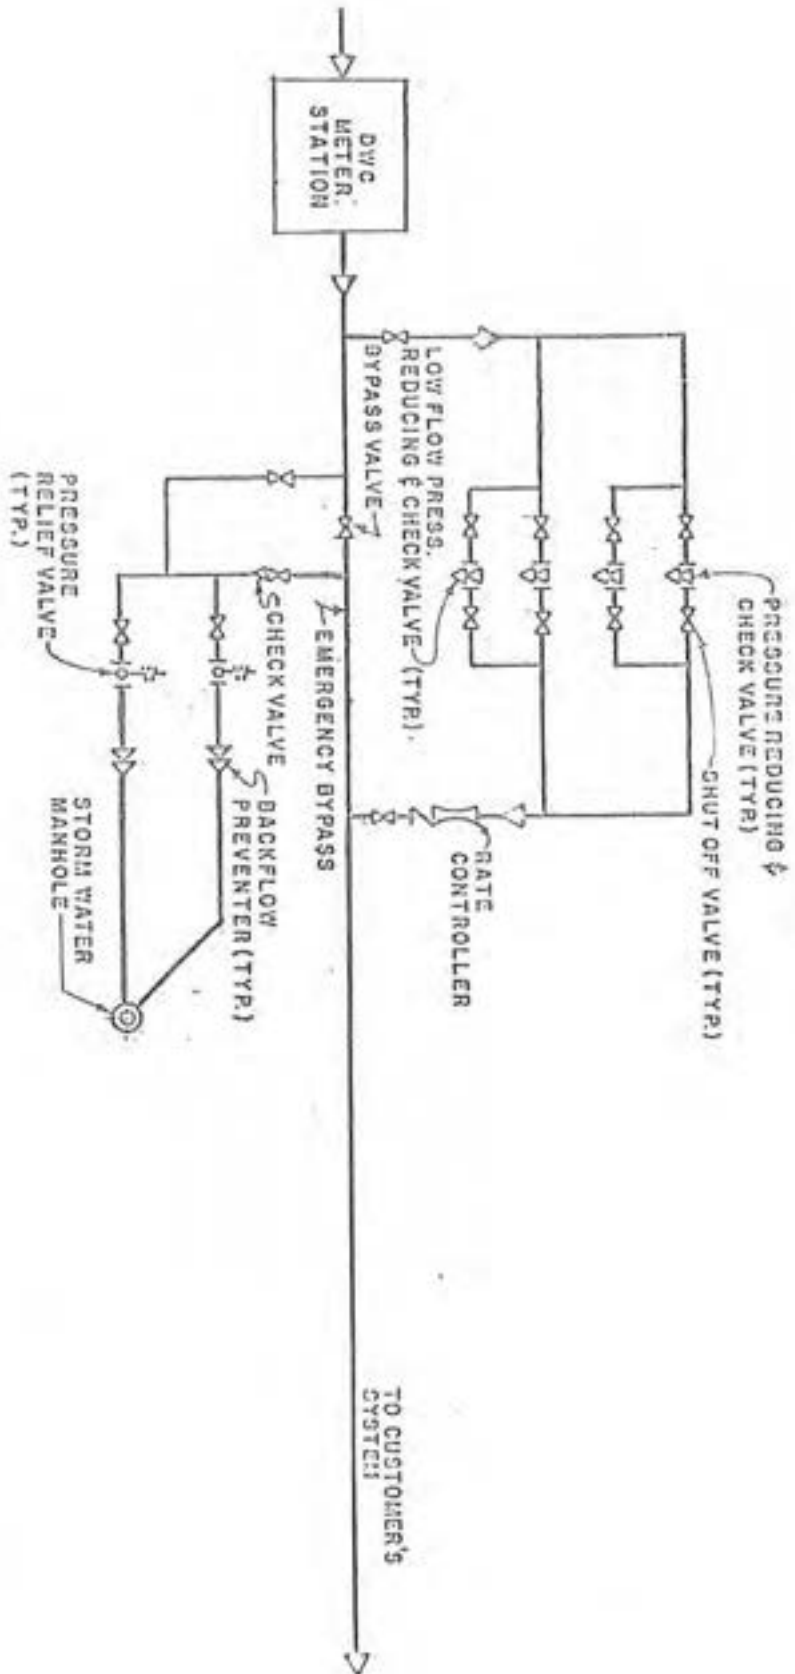 DWC
METER
STATION
PRESSURE REDUCING &
CHECK VALVE (TYP.)
SHUT OFF VALVE (TYP.)
LOW FLOW PRESS.
REDUCING & CHECK VALVE (TYP.).
BYPASS VALVE
RATE
CONTROLLER
EMERGENCY BYPASS
CHECK VALVE
BACKFLOW
PREVENTER (TYP.)
PRESSURE
RELIEF VALVE
(TYP.)
STORM WATER
MANHOLE
TO CUSTOMER'S
SYSTEM